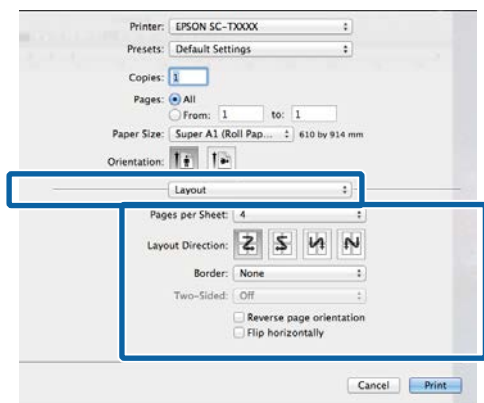 Printer: EPSON SC-TXXXX
Presets: Default Settings
Copies: 1
Pages: All
From: 1 to: 1
Paper Size: Super A1 (Roll Pap... 610 by 914 mm
Orientation:
Layout
Pages per Sheet: 4
Layout Direction:
Border: None
Two-Sided: Off
Reverse page orientation
Flip horizontally
Cancel Print